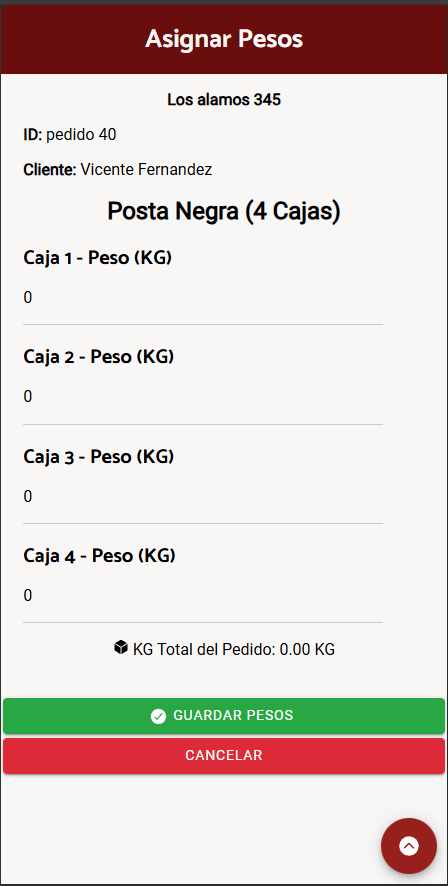 Asignar Pesos
Los alamos 345
ID: pedido 40
Cliente: Vicente Fernandez
Posta Negra (4 Cajas)
Caja 1 - Peso (KG)
0
Caja 2 - Peso (KG)
0
Caja 3 - Peso (KG)
0
Caja 4 - Peso (KG)
0
KG Total del Pedido: 0.00 KG
GUARDAR PESOS
CANCELAR